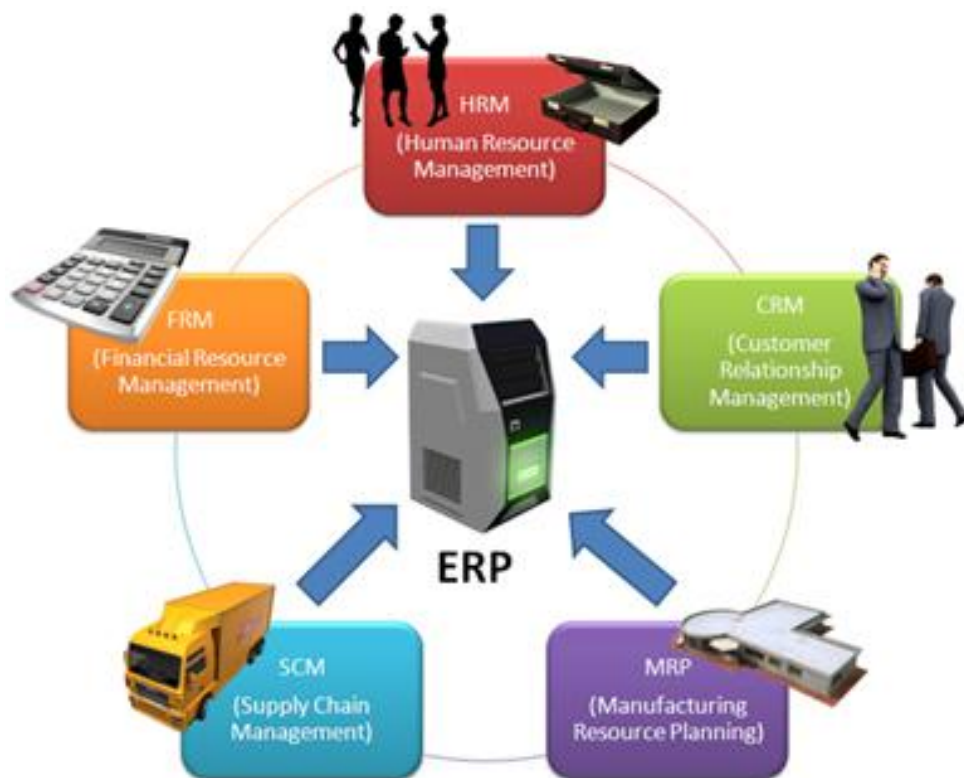 HRM
(Human Resource
Management)
FRM
(Financial Resource
Management)
CRM
(Customer
Relationship
Management)
ERP
SCM
(Supply Chain
Management)
MRP
(Manufacturing
Resource Planning)